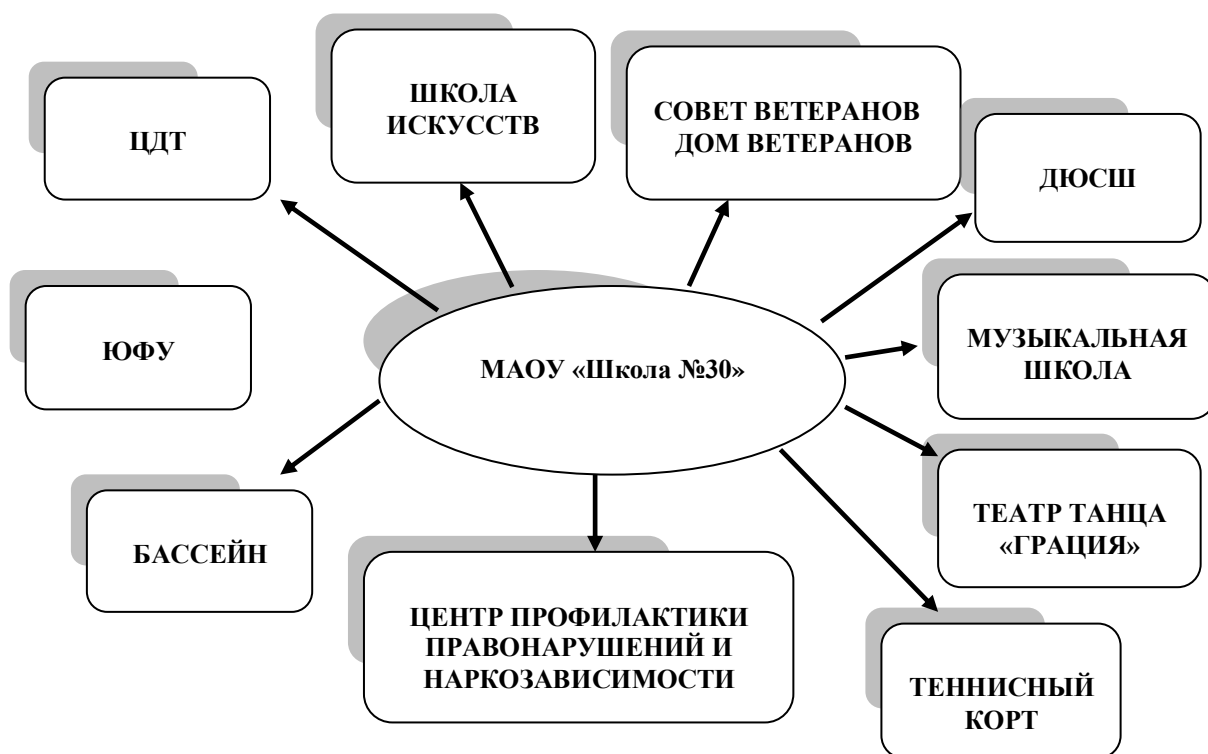 ШКОЛА
ИСКУССТВ
СОВЕТ ВЕТЕРАНОВ
ДОМ ВЕТЕРАНОВ
ЦДТ
ДЮСШ
ЮФУ
МАОУ «Школа №30»
МУЗЫКАЛЬНАЯ
ШКОЛА
БАССЕЙН
ТЕАТР ТАНЦА
«ГРАЦИЯ»
ЦЕНТР ПРОФИЛАКТИКИ
ПРАВОНАРУШЕНИЙ И
НАРКОЗАВИСИМОСТИ
ТЕННИСНЫЙ
КОРТ